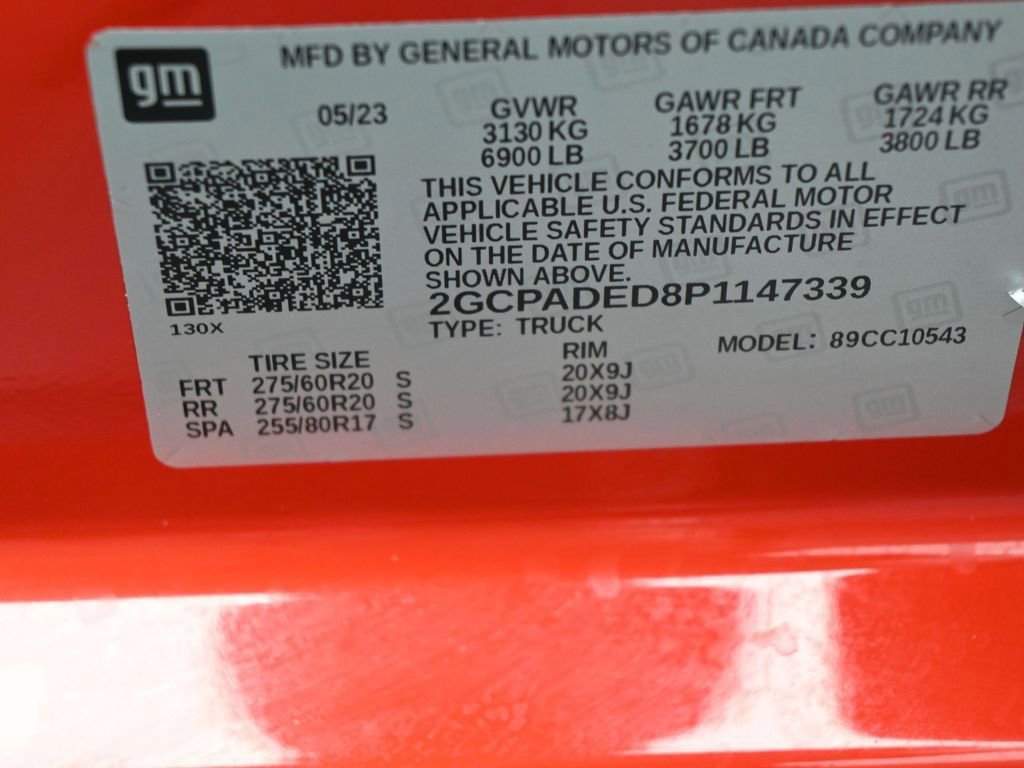 gm
MFD BY GENERAL MOTORS OF CANADA COMPANY
05/23
GVWR
3130 KG
6900 LB
GAWR FRT
1678 KG
3700 LB
GAWR RR
1724 KG
3800 LB
THIS VEHICLE CONFORMS TO ALL
APPLICABLE U.S. FEDERAL MOTOR
VEHICLE SAFETY STANDARDS IN EFFECT
ON THE DATE OF MANUFACTURE
SHOWN ABOVE.
2GCPADED8P1147339
130X
TYPE: TRUCK
MODEL: 89CC10543
TIRE SIZE RIM
FRT 275/60R20 S 20X9J
RR 275/60R20 S 20X9J
SPA 255/80R17 S 17X8J